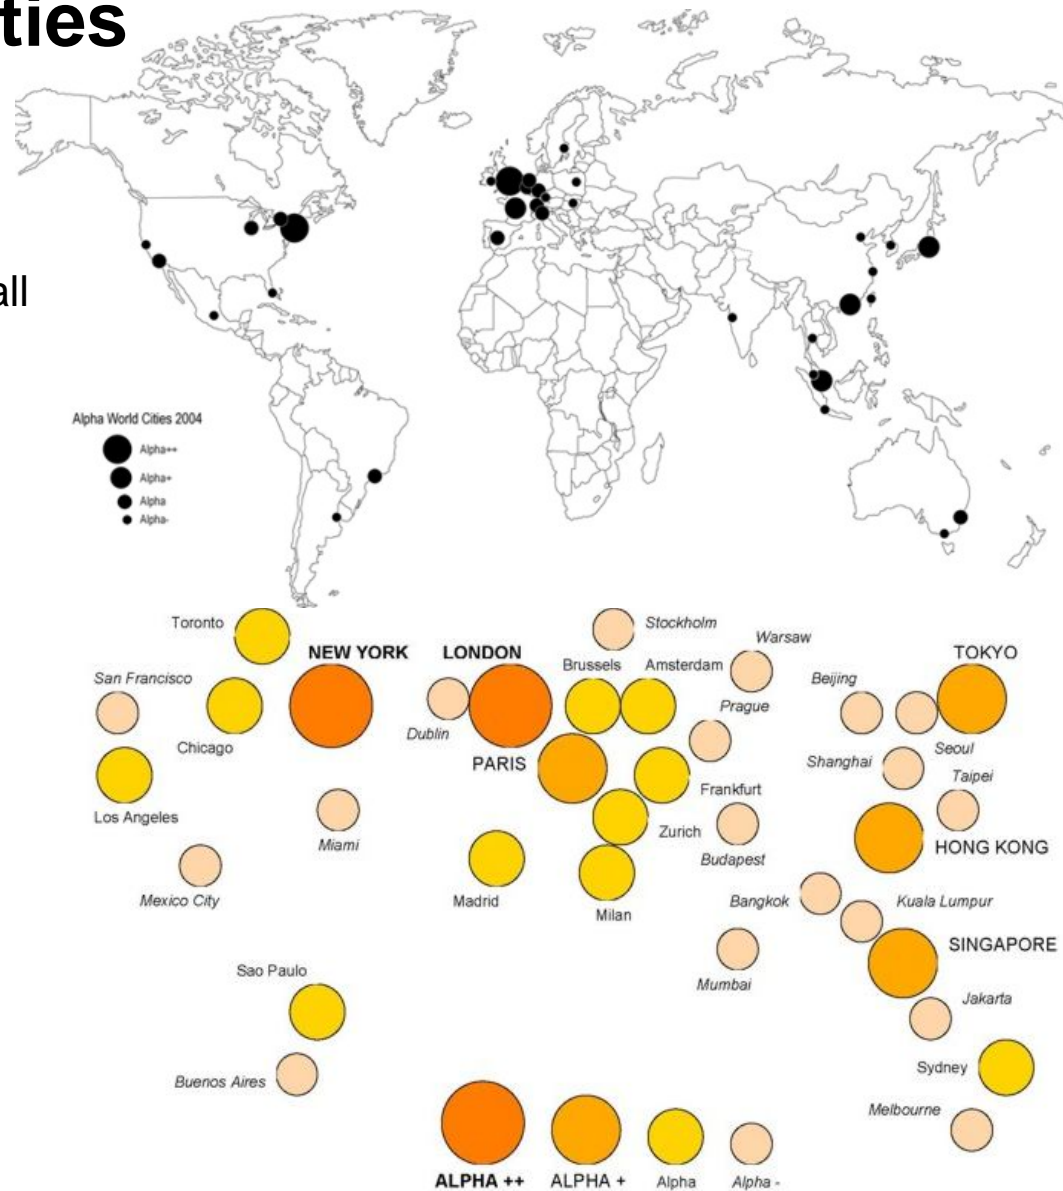 ties
all
Alpha World Cities 2004
Alpha++
Alpha+
Alpha
Alpha-
Toronto
NEW YORK
LONDON
Stockholm
Warsaw
TOKYO
San Francisco
Brussels
Amsterdam
Beijing
Prague
Chicago
Dublin
PARIS
Seoul
Shanghai
Taipei
Frankfurt
Los Angeles
Miami
Zurich
Budapest
HONG KONG
Mexico City
Madrid
Milan
Bangkok
Kuala Lumpur
SINGAPORE
Sao Paulo
Mumbai
Jakarta
Buenos Aires
Sydney
Melbourne
ALPHA ++
ALPHA +
Alpha
Alpha -